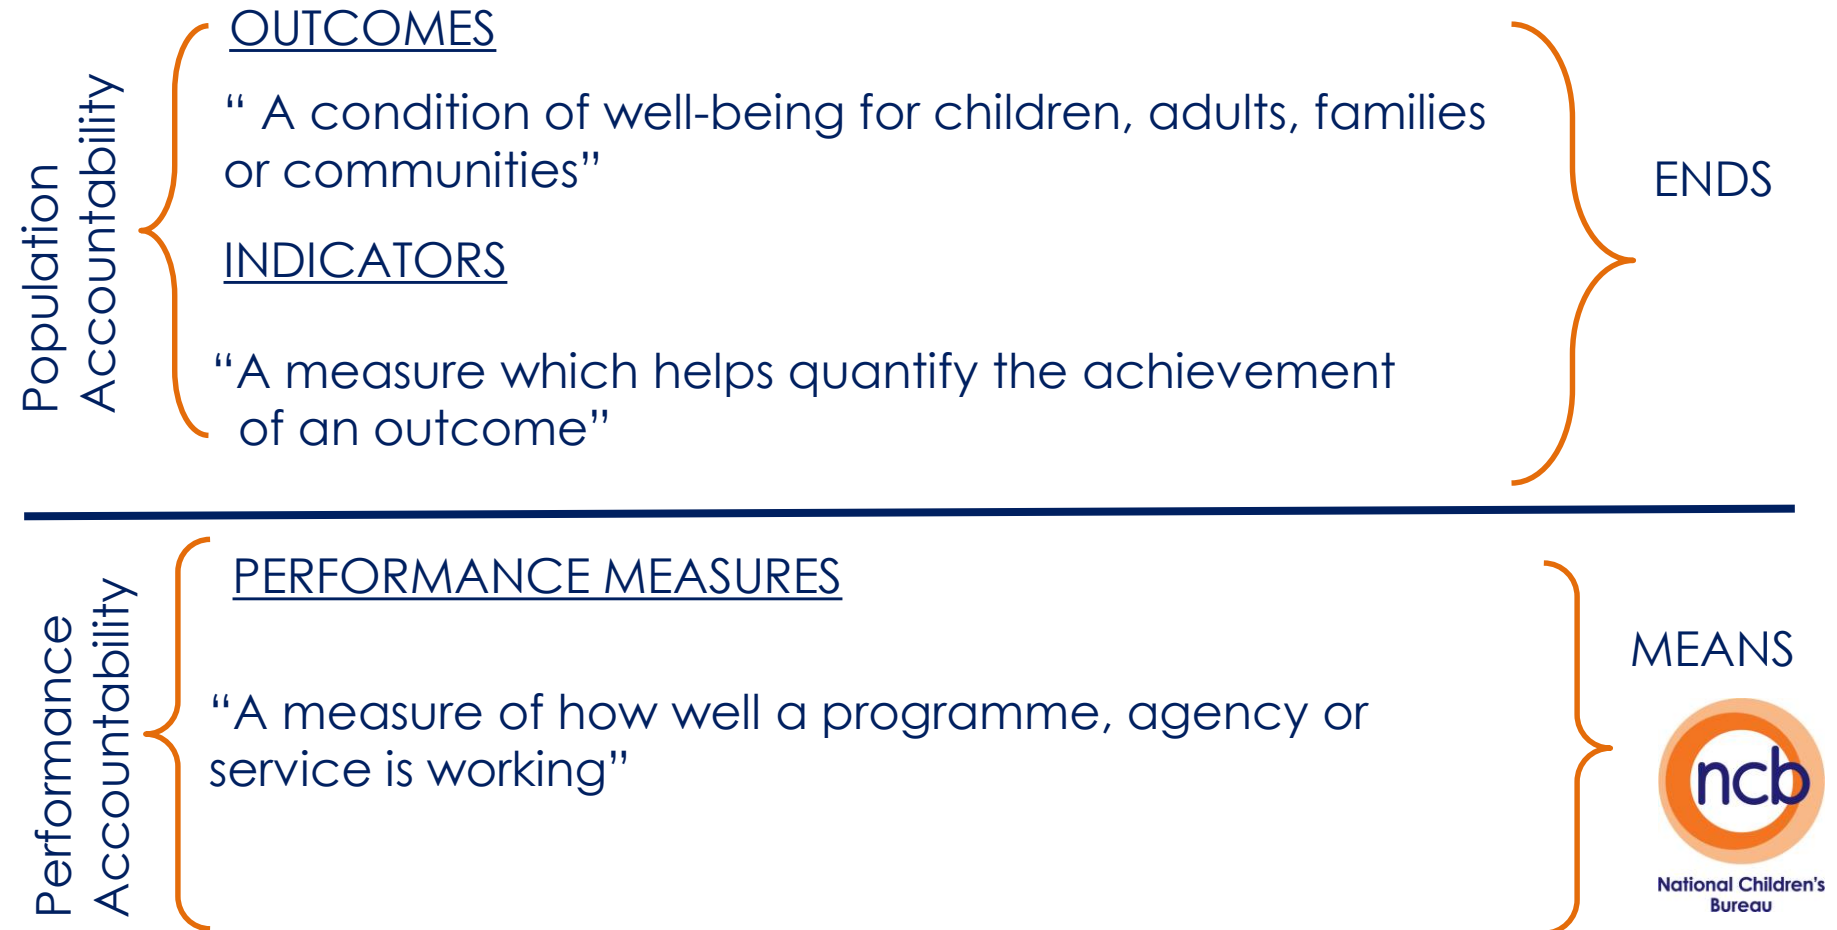 Population
Accountability
OUTCOMES
“ A condition of well-being for children, adults, families
or communities”
INDICATORS
“A measure which helps quantify the achievement
of an outcome”
ENDS
Performance
Accountability
PERFORMANCE MEASURES
“A measure of how well a programme, agency or
service is working”
MEANS
ncb
National Children's
Bureau